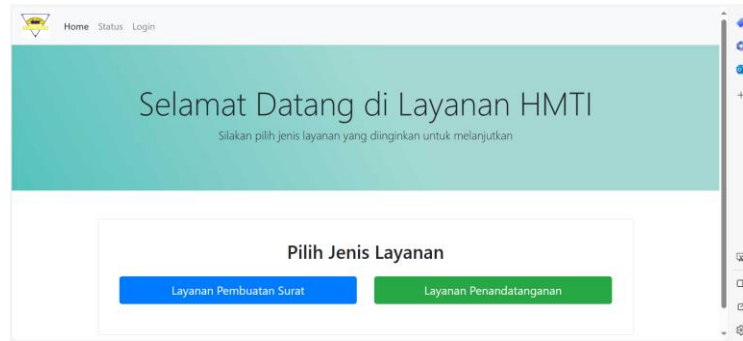 Home Status Login
Selamat Datang di Layanan HMTI
Silakan pilih jenis layanan yang diinginkan untuk melanjutkan
Pilih Jenis Layanan
Layanan Pembuatan Surat Layanan Penandatanganan